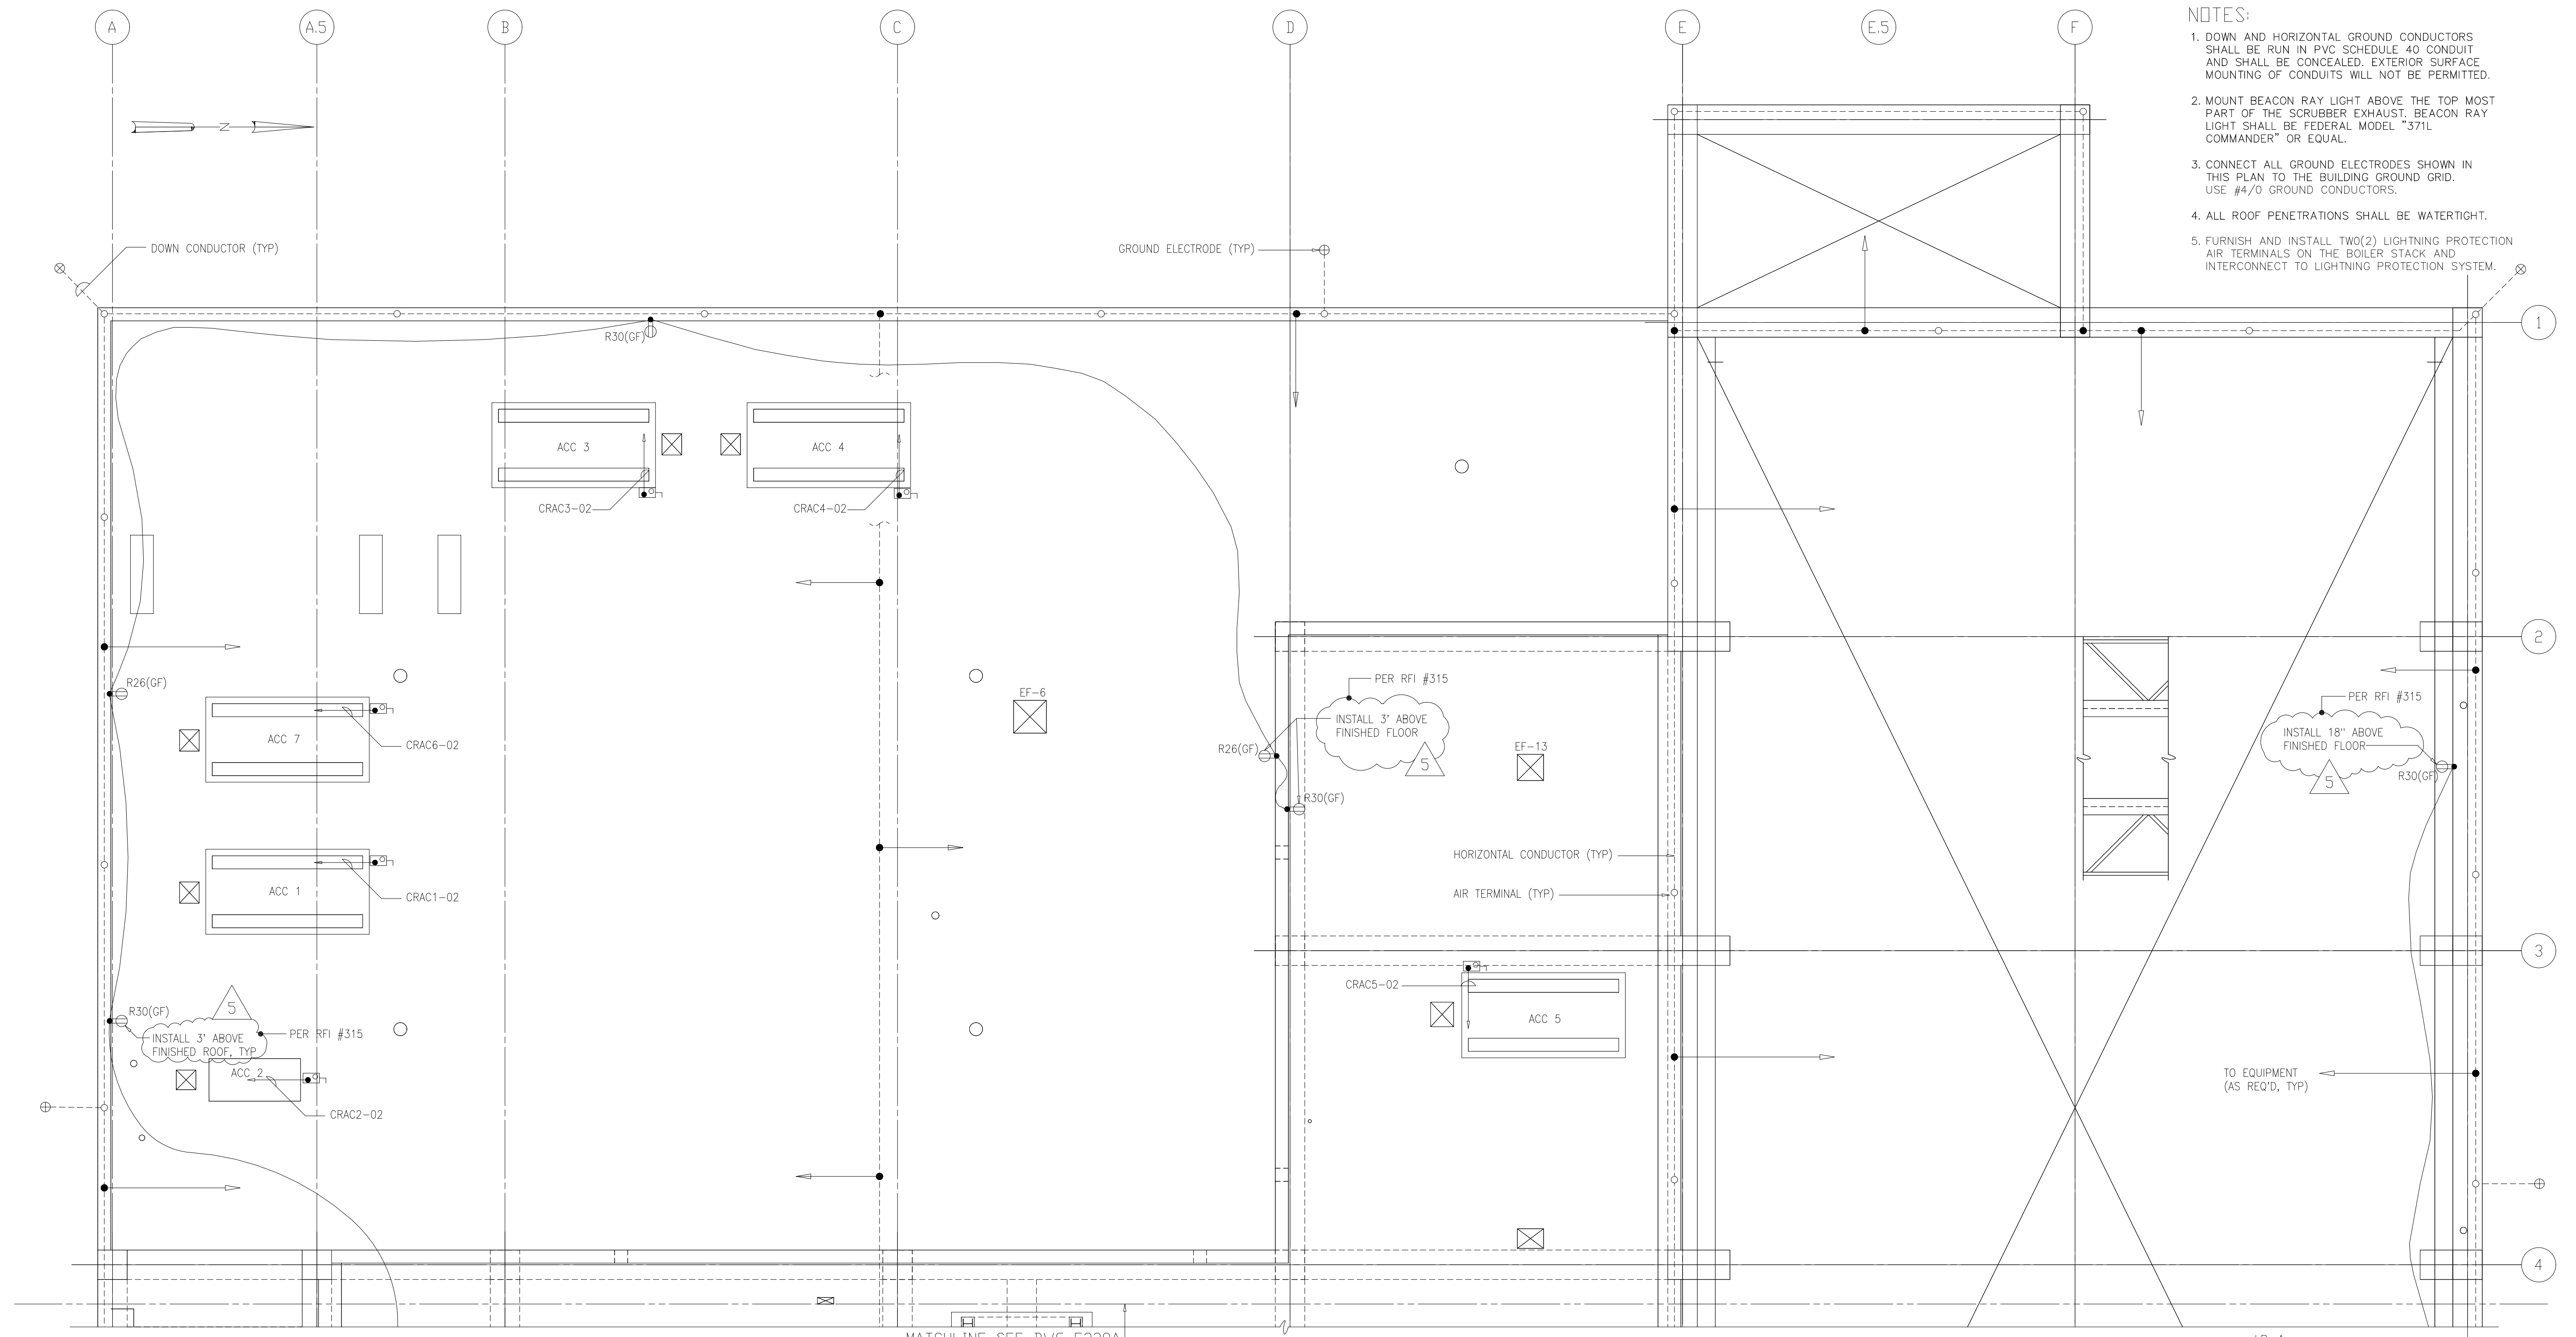 A
A.5
B
C
D
E
E.5
F
NOTES:
1. DOWN AND HORIZONTAL GROUND CONDUCTORS
SHALL BE RUN IN PVC SCHEDULE 40 CONDUIT
AND SHALL BE CONCEALED. EXTERIOR SURFACE
MOUNTING OF CONDUITS WILL NOT BE PERMITTED.
2. MOUNT BEACON RAY LIGHT ABOVE THE TOP MOST
PART OF THE SCRUBBER EXHAUST. BEACON RAY
LIGHT SHALL BE FEDERAL MODEL "371L
COMMANDER" OR EQUAL.
3. CONNECT ALL GROUND ELECTRODES SHOWN IN
THIS PLAN TO THE BUILDING GROUND GRID.
USE #4/0 GROUND CONDUCTORS.
4. ALL ROOF PENETRATIONS SHALL BE WATERTIGHT.
5. FURNISH AND INSTALL TWO(2) LIGHTNING PROTECTION
AIR TERMINALS ON THE BOILER STACK AND
INTERCONNECT TO LIGHTNING PROTECTION SYSTEM.
N
DOWN CONDUCTOR (TYP)
GROUND ELECTRODE (TYP)
1
R30(GF)
ACC 3
ACC 4
CRAC3-02
CRAC4-02
2
R26(GF)
EF-6
PER RFI #315
INSTALL 3' ABOVE
FINISHED FLOOR
5
R26(GF)
R30(GF)
EF-13
PER RFI #315
INSTALL 18" ABOVE
FINISHED FLOOR
5
R30(GF)
ACC 7
CRAC6-02
HORIZONTAL CONDUCTOR (TYP)
AIR TERMINAL (TYP)
ACC 1
CRAC1-02
3
CRAC5-02
ACC 5
R30(GF)
5
PER RFI #315
INSTALL 3' ABOVE
FINISHED ROOF, TYP
ACC 2
CRAC2-02
TO EQUIPMENT
(AS REQ'D, TYP)
4